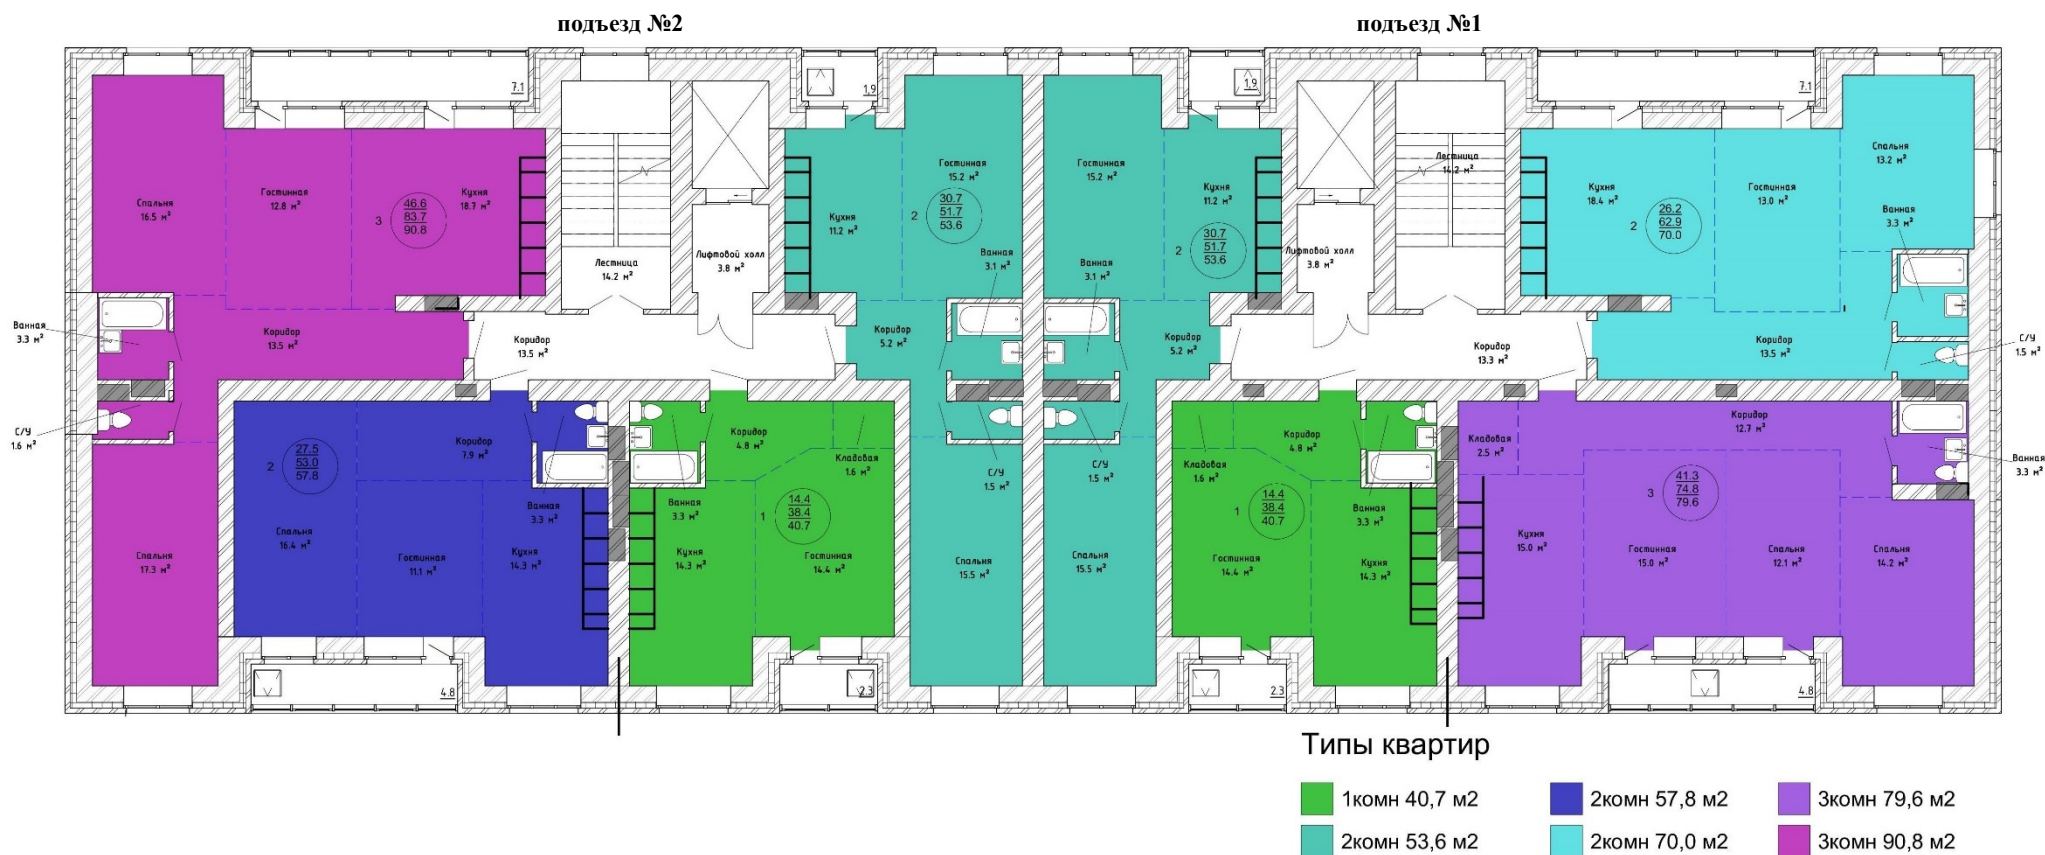 подъезд №2
подъезд №1
7.1
1,9
1,9
7.1
Спальня
16.5 м²
Гостинная
12.8 м²
Кухня
18.7 м²
3
46.6
83.7
90.8
Лестница
14.2 м²
Лифтовой холл
3.8 м²
Кухня
11.2 м²
Гостинная
15.2 м²
2
30.7
51.7
53.6
Ванная
3.1 м²
Гостинная
15.2 м²
Кухня
11.2 м²
2
30.7
51.7
53.6
Ванная
3.1 м²
Лифтовой холл
3.8 м²
Лестница
14.2 м²
Кухня
18.4 м²
2
26.2
62.9
70.0
Гостинная
13.0 м²
Спальня
13.2 м²
Ванная
3.3 м²
Ванная
3.3 м²
Коридор
13.5 м²
Коридор
13.5 м²
Коридор
5.2 м²
Коридор
5.2 м²
Коридор
13.3 м²
Коридор
13.5 м²
С/У
1.5 м²
С/У
1.6 м²
Спальня
17.3 м²
2
27.5
53.0
57.8
Коридор
7.9 м²
Ванная
3.3 м²
Спальня
16.4 м²
Гостинная
11.1 м²
Кухня
14.3 м²
4.8
Коридор
4.8 м²
Кладовая
1.6 м²
Ванная
3.3 м²
1
14.4
38.4
40.7
Кухня
14.3 м²
Гостинная
14.4 м²
2.3
С/У
1.5 м²
Спальня
15.5 м²
С/У
1.5 м²
Спальня
15.5 м²
Кладовая
1.6 м²
Коридор
4.8 м²
1
14.4
38.4
40.7
Ванная
3.3 м²
Гостинная
14.4 м²
Кухня
14.3 м²
2.3
Кладовая
2.5 м²
Коридор
12.7 м²
Ванная
3.3 м²
3
41.3
74.8
79.6
Кухня
15.0 м²
Гостинная
15.0 м²
Спальня
12.1 м²
Спальня
14.2 м²
4.8
Типы квартир
1комн 40,7 м2
2комн 57,8 м2
3комн 79,6 м2
2комн 53,6 м2
2комн 70,0 м2
3комн 90,8 м2